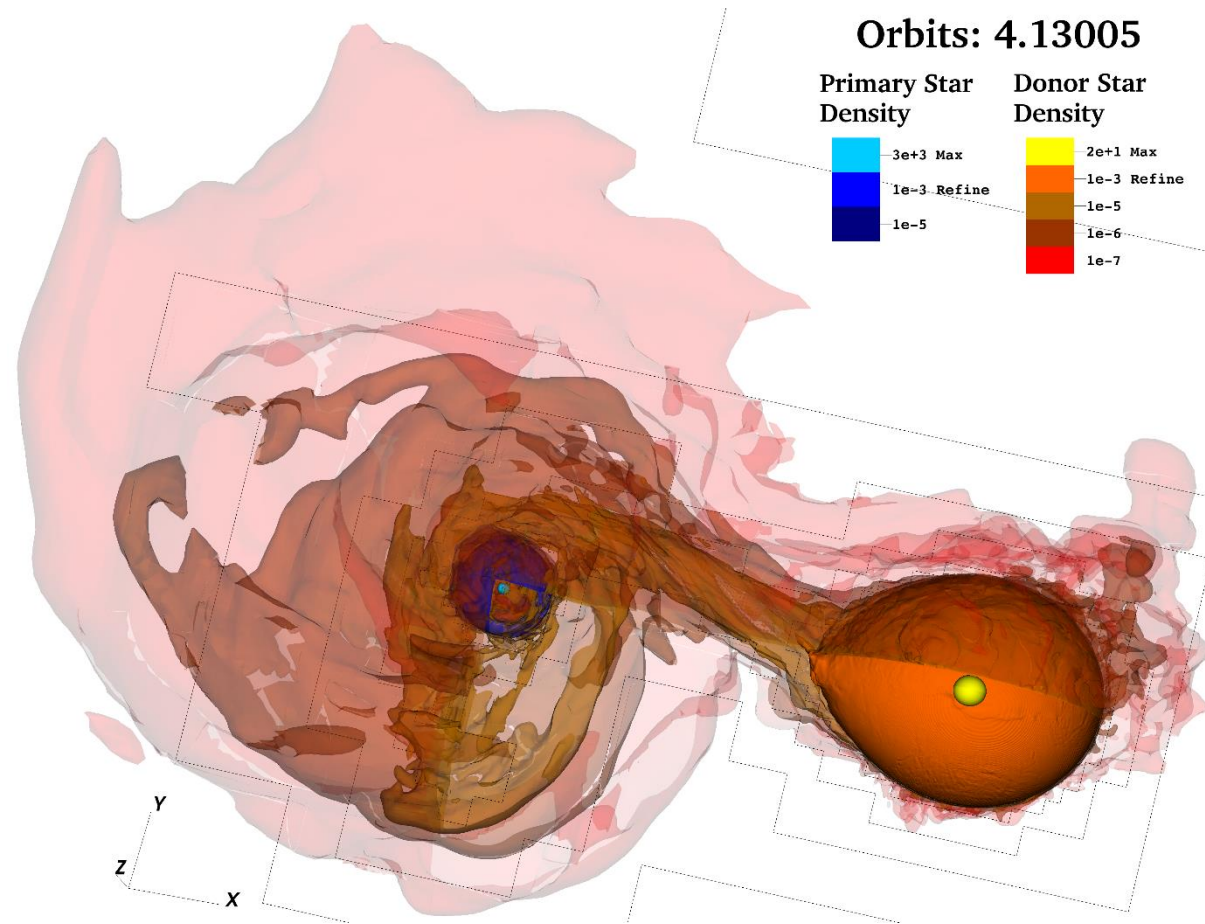 Orbits: 4.13005
Primary Star
Density
3e+3 Max
1e-3 Refine
1e-5
Donor Star
Density
2e+1 Max
1e-3 Refine
1e-5
1e-6
1e-7
Y
Z
X